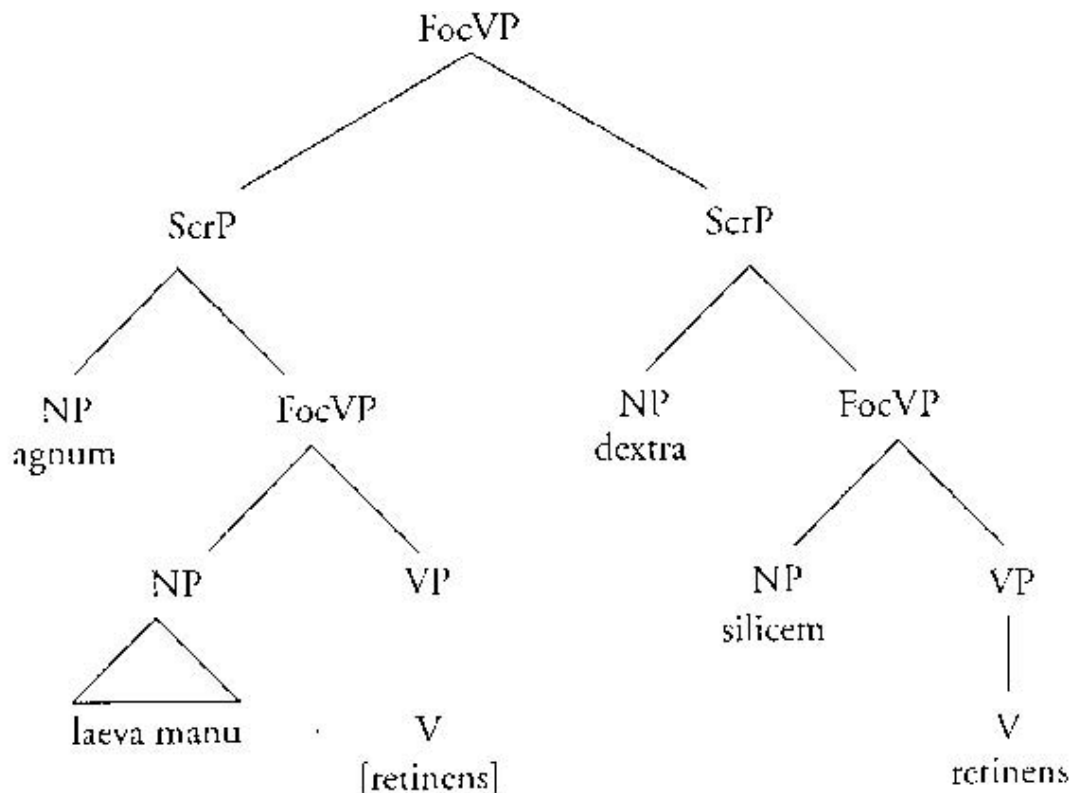 FocVP
ScrP ScrP
NP FocVP NP FocVP
agnum dextra
NP VP NP VP
silicem
laeva manu V V
[retinens] retinens